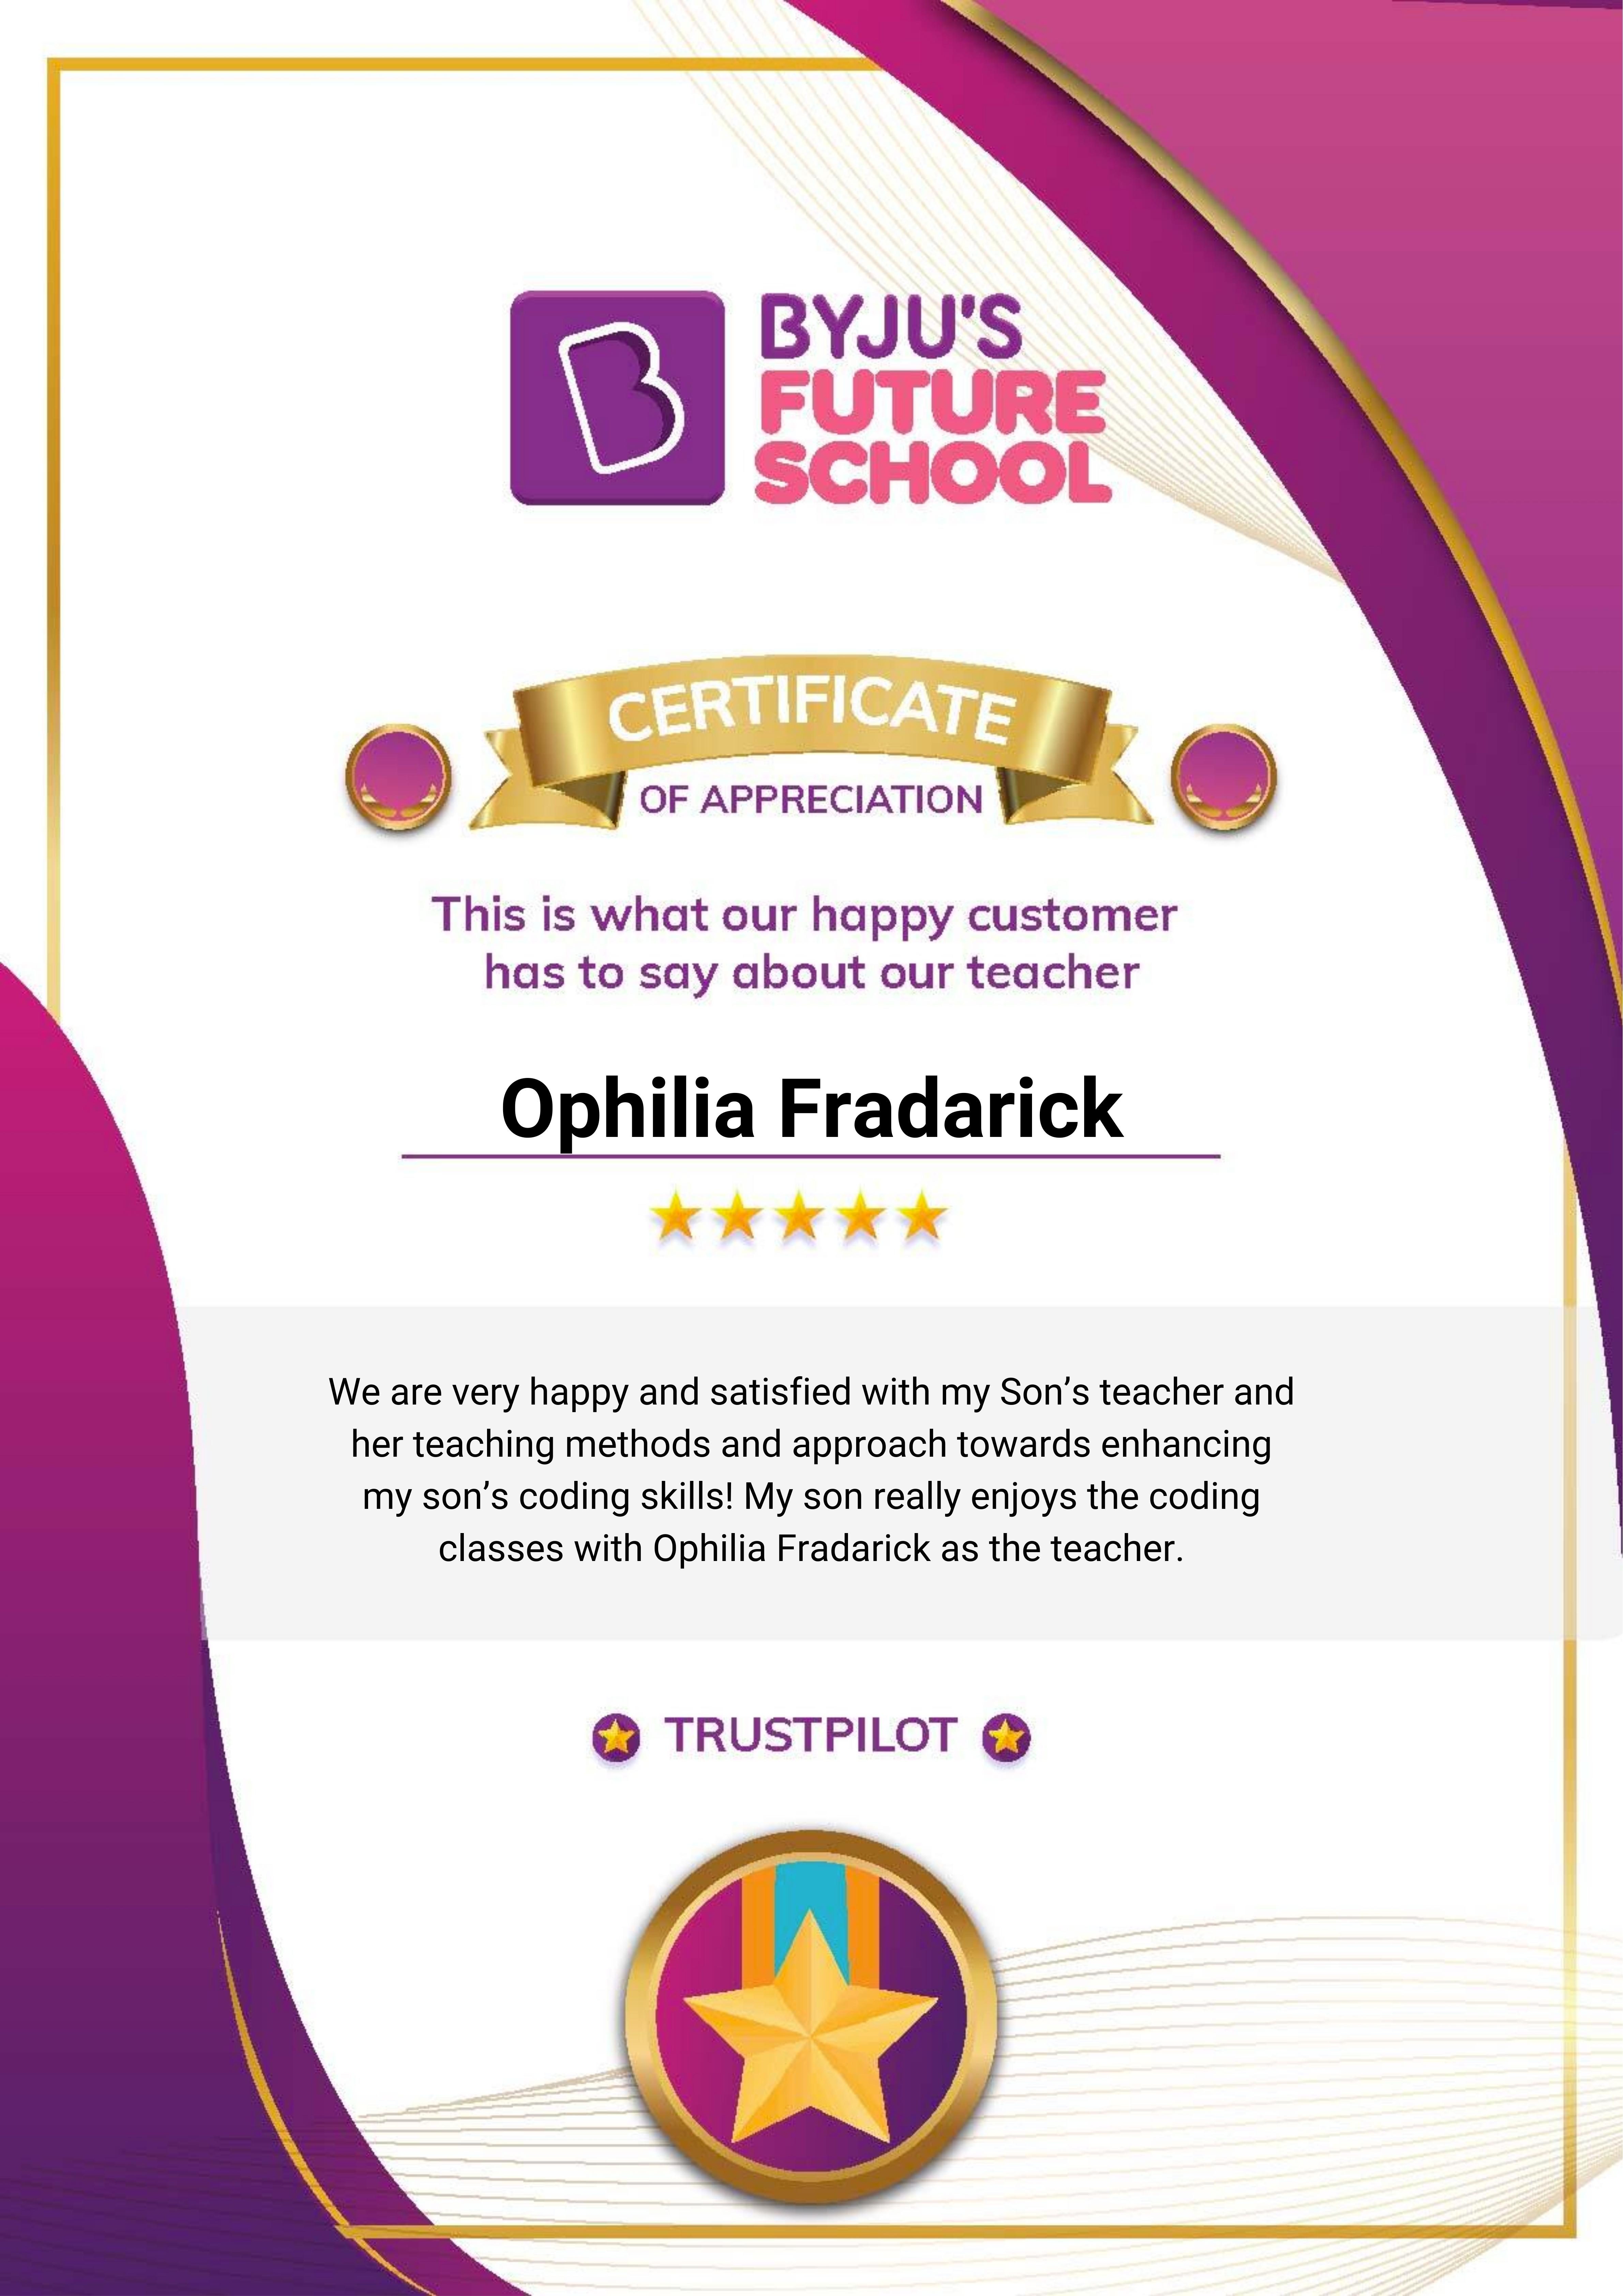 BYJU'S
FUTURE
SCHOOL
CERTIFICATE
OF APPRECIATION
This is what our happy customer
has to say about our teacher
Ophilia Fradarick
We are very happy and satisfied with my Son’s teacher and
her teaching methods and approach towards enhancing
my son’s coding skills! My son really enjoys the coding
classes with Ophilia Fradarick as the teacher.
TRUSTPILOT